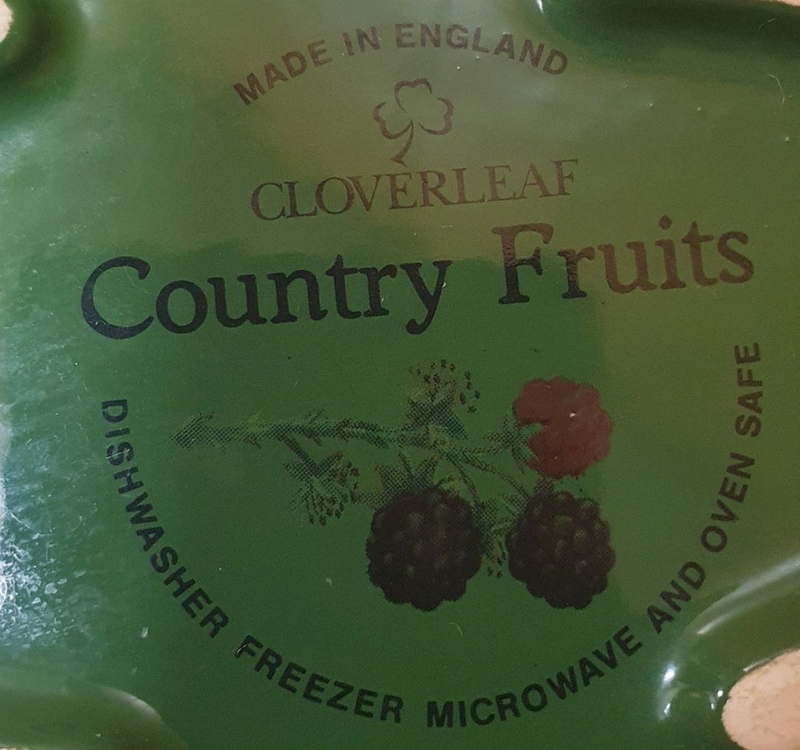 MADE IN ENGLAND
CLOVERLEAF
Country Fruits
DISHWASHER FREEZER MICROWAVE AND OVEN SAFE